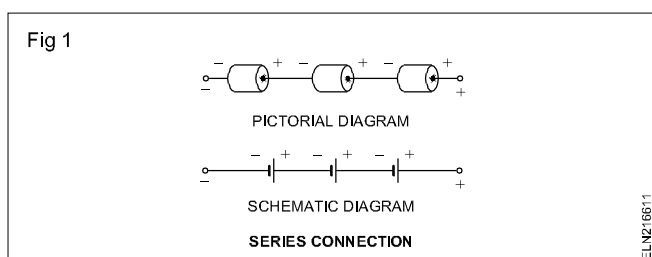 Fig 1
− + − + − +
− +
PICTORIAL DIAGRAM
− + − + − +
− +
SCHEMATIC DIAGRAM
SERIES CONNECTION
ELN216611